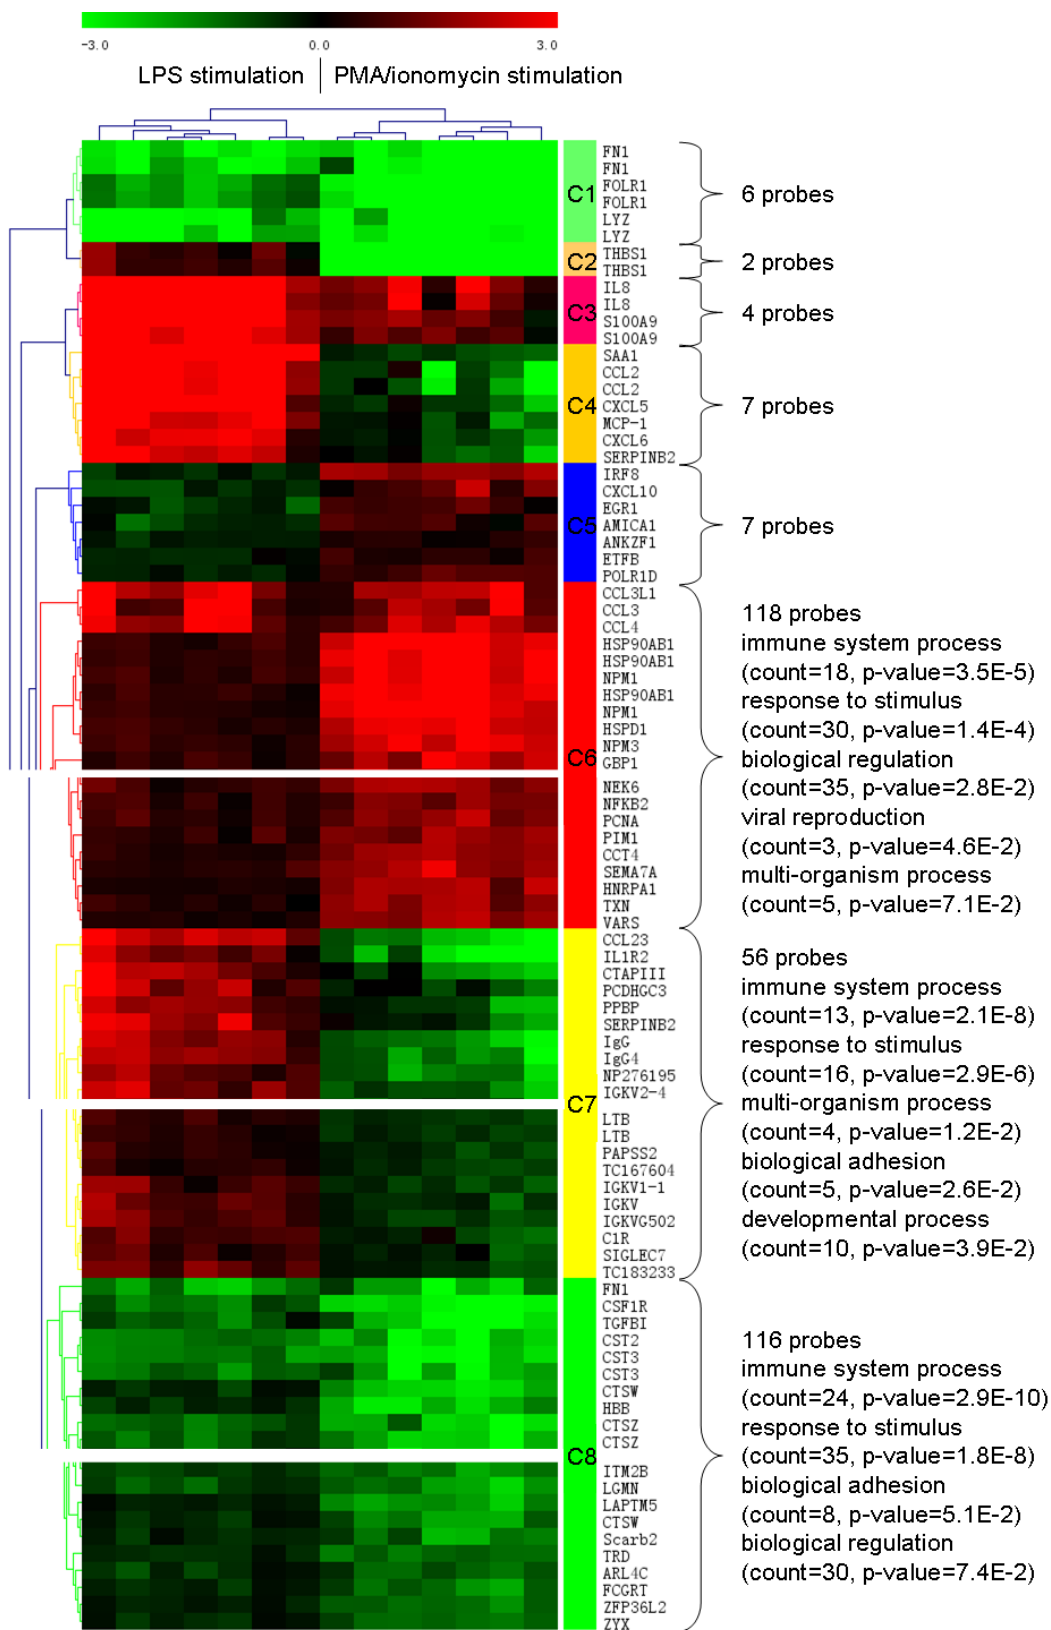 -3.0 0.0 3.0
LPS stimulation PMA/ionomycin stimulation
C1
FN1
FN1
FOLR1
FOLR1
LYZ
LYZ
6 probes
C2
THBS1
THBS1
2 probes
C3
IL8
IL8
S100A9
S100A9
4 probes
C4
SAA1
CCL2
CCL2
CXCL5
MCP-1
CXCL6
SERPINB2
7 probes
C5
IRF8
CXCL10
EGR1
AMICA1
ANKZF1
ETFB
POLR1D
7 probes
C6
CCL3L1
CCL3
CCL4
HSP90AB1
HSP90AB1
NPM1
HSP90AB1
NPM1
HSPD1
NPM3
GBP1
NEK6
NFKB2
PCNA
PIM1
CCT4
SEMA7A
HNRPA1
TXN
VARS
118 probes
immune system process
(count=18, p-value=3.5E-5)
response to stimulus
(count=30, p-value=1.4E-4)
biological regulation
(count=35, p-value=2.8E-2)
viral reproduction
(count=3, p-value=4.6E-2)
multi-organism process
(count=5, p-value=7.1E-2)
C7
CCL23
IL1R2
CTAPIII
PCDHGC3
PPBP
SERPINB2
IgG
IgG4
NP276195
IGKV2-4
LTB
LTB
PAPSS2
TC167604
IGKV1-1
IGKV
IGKVG502
C1R
SIGLEC7
TC183233
56 probes
immune system process
(count=13, p-value=2.1E-8)
response to stimulus
(count=16, p-value=2.9E-6)
multi-organism process
(count=4, p-value=1.2E-2)
biological adhesion
(count=5, p-value=2.6E-2)
developmental process
(count=10, p-value=3.9E-2)
C8
FN1
CSF1R
TGFBI
CST2
CST3
CST3
CTSW
HBB
CTSZ
CTSZ
ITM2B
LGMN
LAPTM5
CTSW
Scarb2
TRD
ARL4C
FCGRT
ZFP36L2
ZYX
116 probes
immune system process
(count=24, p-value=2.9E-10)
response to stimulus
(count=35, p-value=1.8E-8)
biological adhesion
(count=8, p-value=5.1E-2)
biological regulation
(count=30, p-value=7.4E-2)